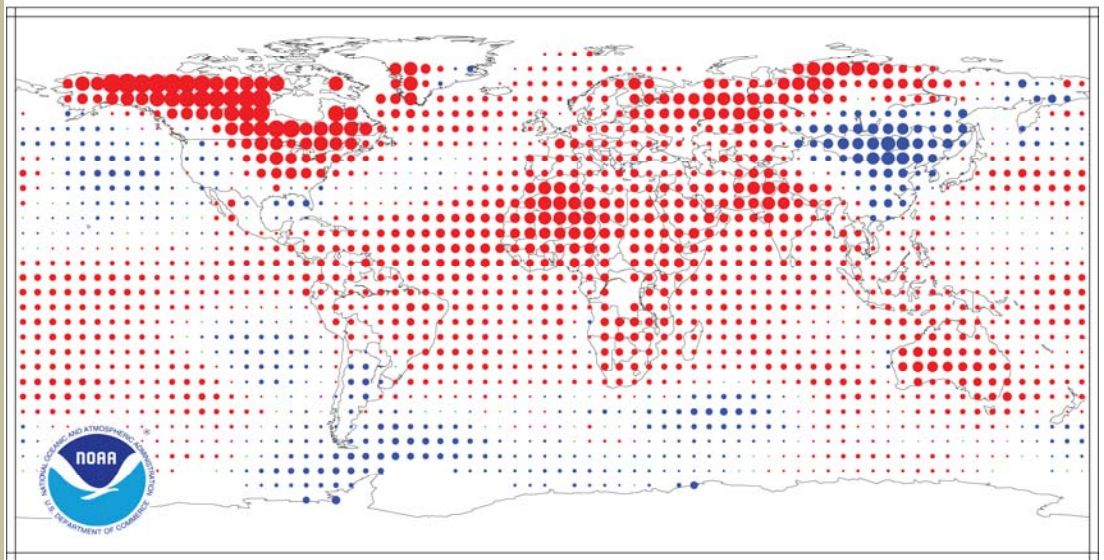 NATIONAL OCEANIC AND ATMOSPHERIC ADMINISTRATION
NOAA
U.S. DEPARTMENT OF COMMERCE
®